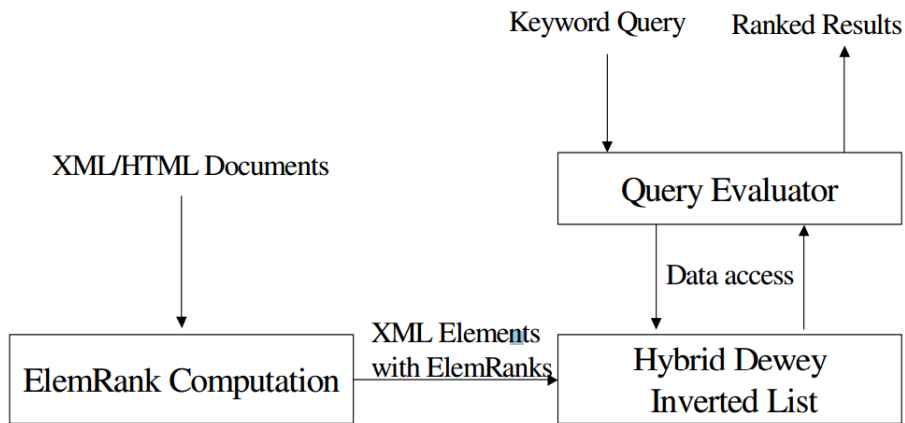 Keyword Query
Ranked Results
XML/HTML Documents
Query Evaluator
Data access
XML Elements
with ElemRanks
ElemRank Computation
Hybrid Dewey
Inverted List